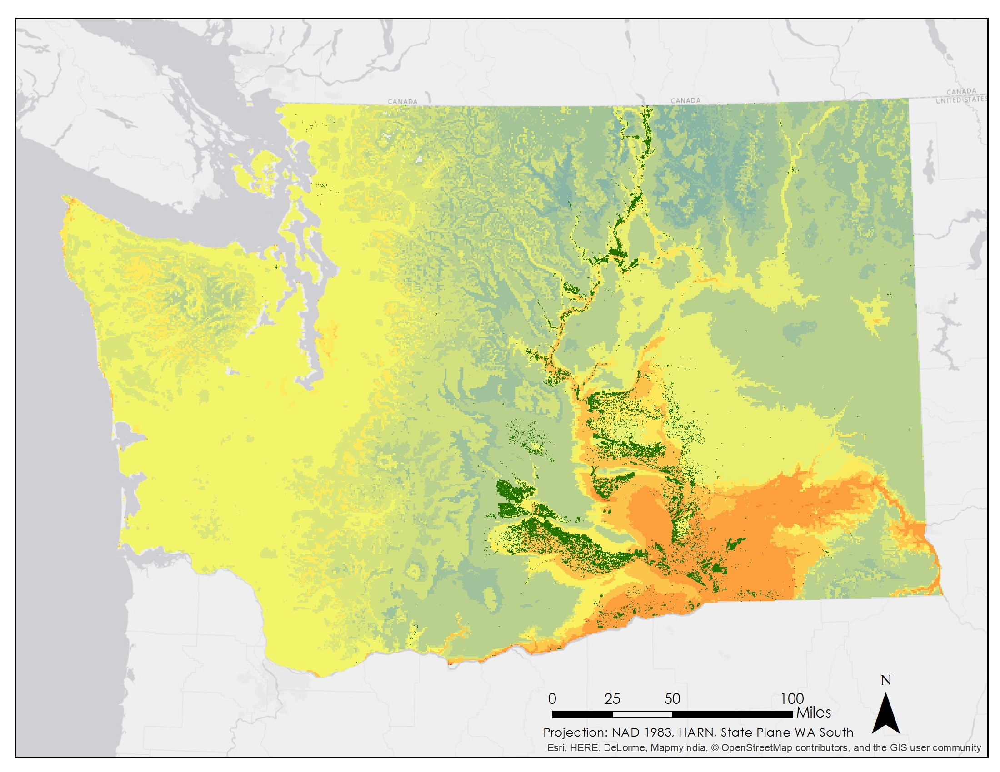 CANADA
CANADA
CANADA
UNITED STATES
N
0 25 50 100
Miles
Projection: NAD 1983, HARN, State Plane WA South
Esri, HERE, DeLorme, MapmyIndia, © OpenStreetMap contributors, and the GIS user community